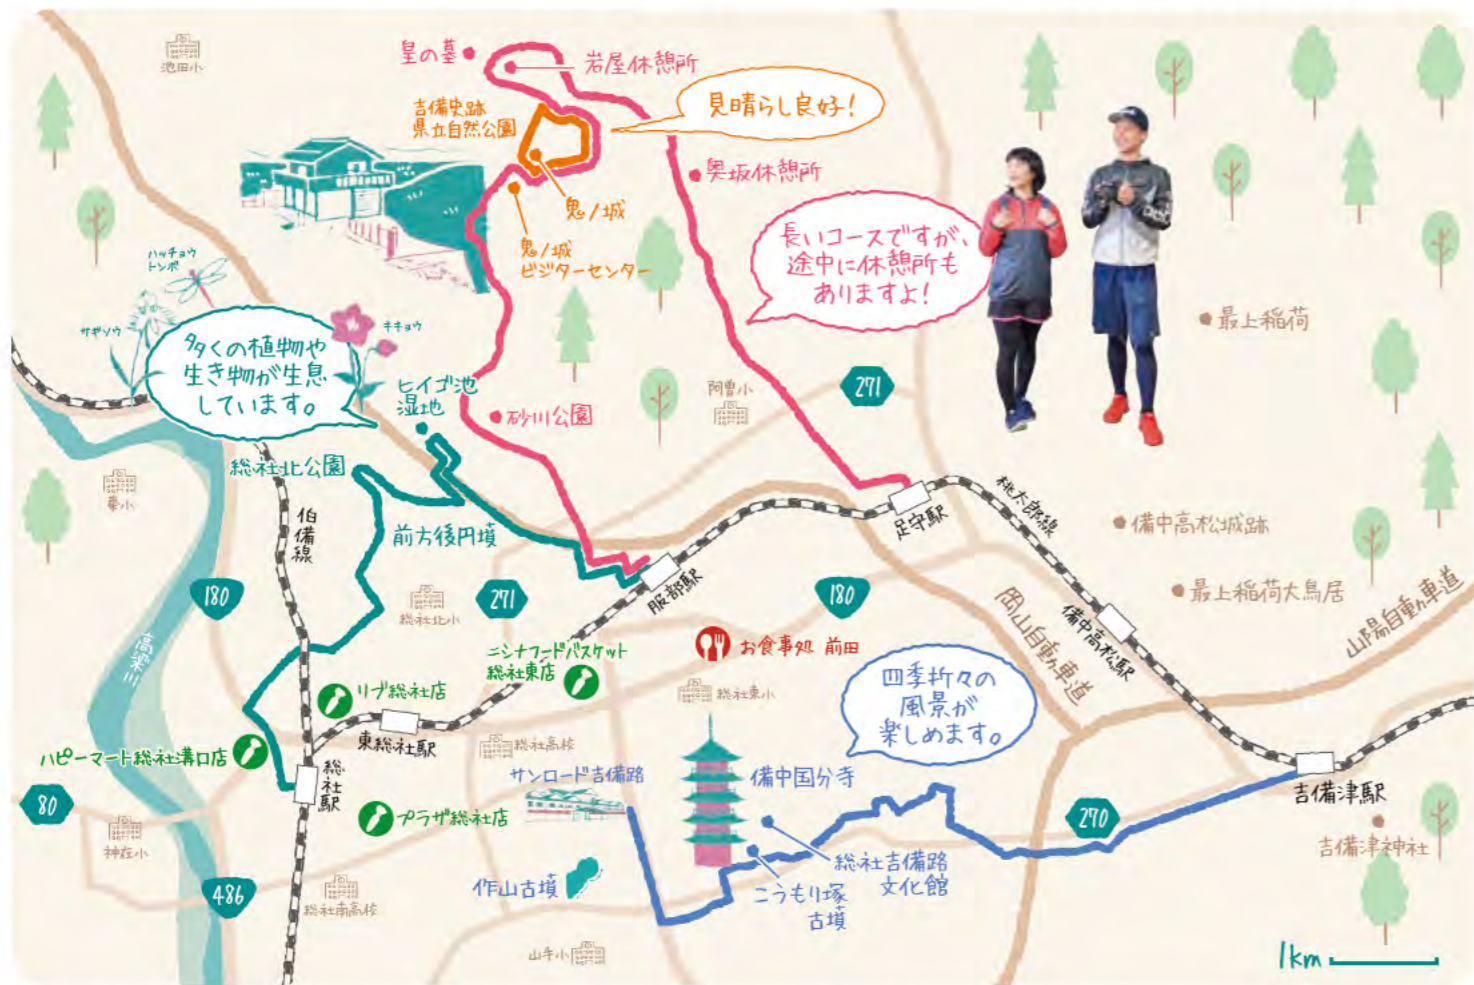 池田小
皇の墓
岩屋休憩所
吉備史跡
県立自然公園
見晴らし良好!
奥坂休憩所
鬼ノ城
鬼ノ城
ビジターセンター
長いコースですが、
途中に休憩所も
ありますよ!
ハッチョウ
トンボ
サギソウ
キキョウ
多くの植物や
生き物が生息
しています。
ヒイゴ池
湿地
砂川公園
阿曽小
271
最上稲荷
総社北公園
前方後円墳
伯備線
足守駅
桃太郎線
備中高松城跡
最上稲荷大鳥居
180
高梁川
総社北小
271
服部駅
180
岡山自動車道
備中高松駅
山陽自動車道
ニシナフードバスケット
総社東店
お食事処 前田
総社東小
四季折々の
風景が
楽しめます。
リブ総社店
東総社駅
総社高校
ハピーマート総社溝口店
総社駅
サンロード吉備路
備中国分寺
吉備津駅
80
プラザ総社店
神在小
270
吉備津神社
486
総社南高校
作山古墳
総社吉備路
文化館
こうもり塚
古墳
山手小
1km